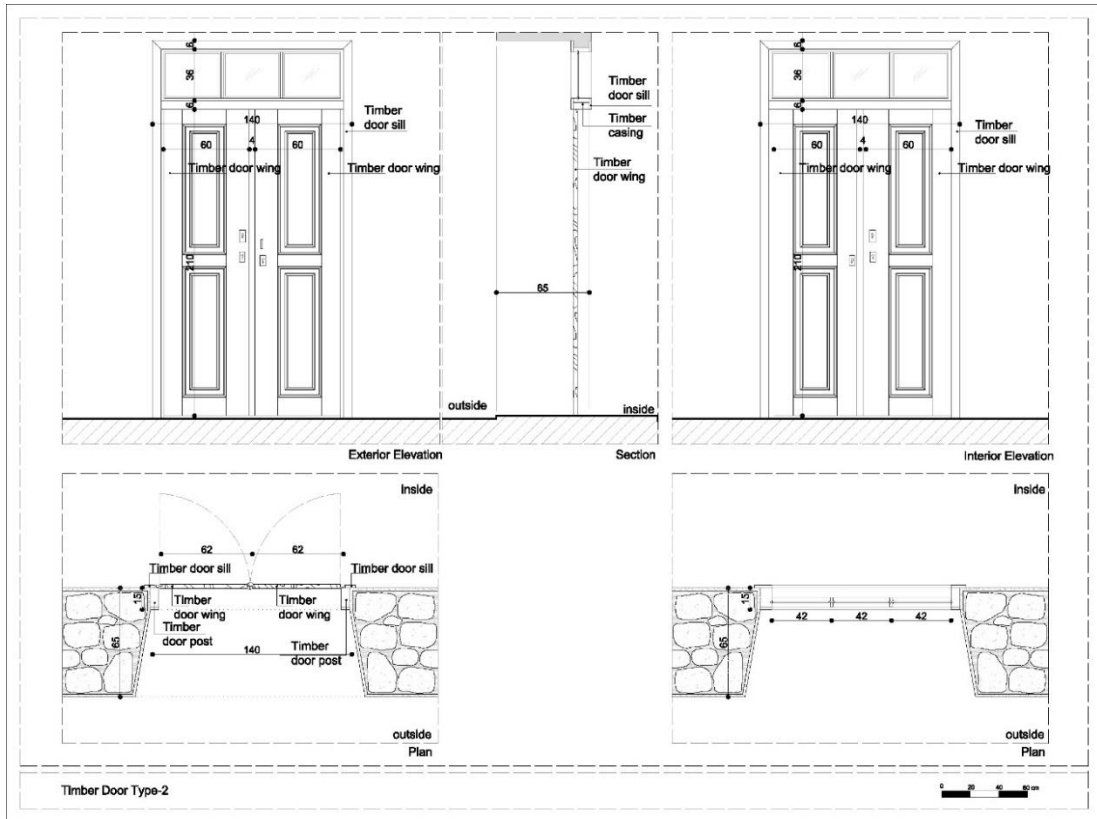 6
36
6
140
60
4
60
Timber
door sill
Timber door wing
Timber door wing
210
Exterior Elevation
Timber
door sill
Timber
casing
Timber
door wing
65
outside
inside
Section
6
36
6
140
60
4
60
Timber
door sill
Timber door wing
Timber door wing
210
Interior Elevation
Inside
62
62
Timber door sill
Timber door sill
15
65
Timber
door wing
Timber
door wing
Timber
door post
Timber
door post
140
outside
Plan
Inside
15
65
42
42
42
outside
Plan
Timber Door Type-2
0
20
40
60 cm